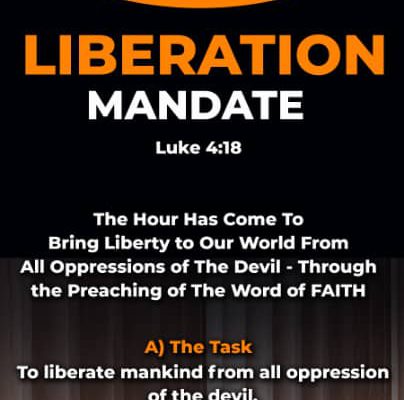 LIBERATION
MANDATE
Luke 4:18
The Hour Has Come To
Bring Liberty to Our World From
All Oppressions of The Devil - Through
the Preaching of The Word of FAITH
A) The Task
To liberate mankind from all oppression
of the devil.